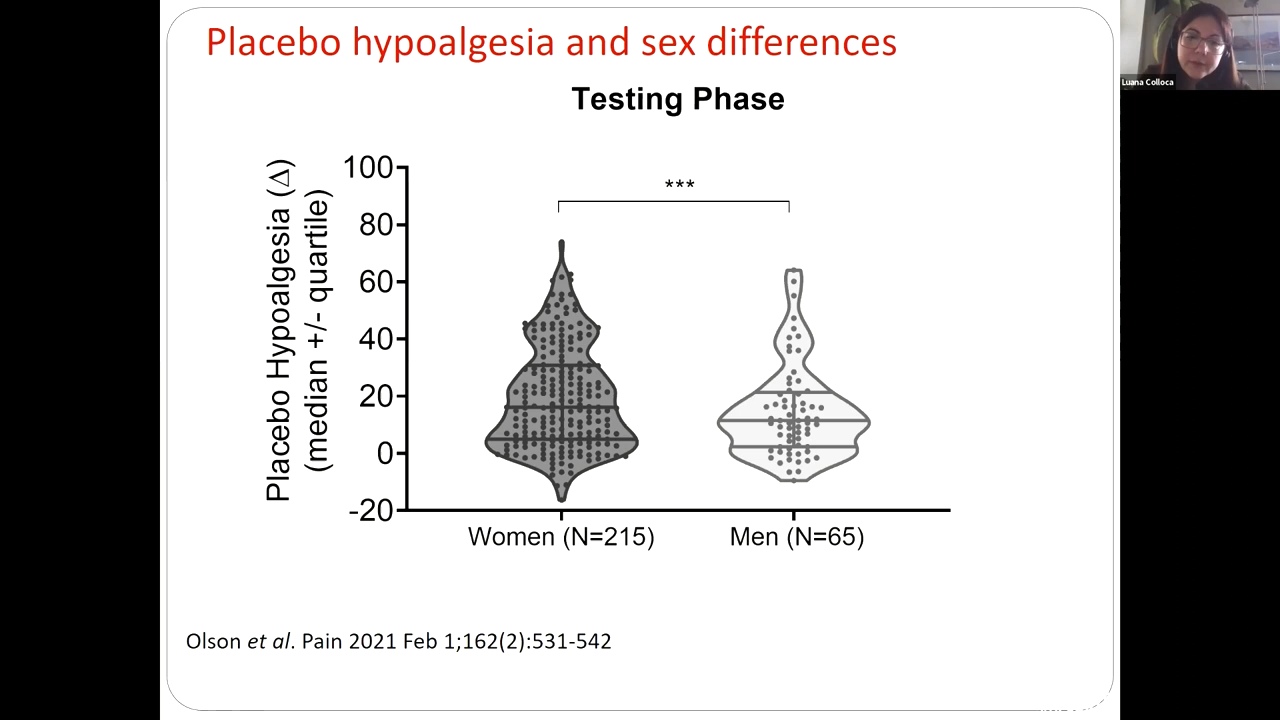 Placebo hypoalgesia and sex differences
Luana Colloca
Testing Phase
Placebo Hypoalgesia (Δ)
(median +/- quartile)
100
80
60
40
20
0
-20
***
Women (N=215)
Men (N=65)
Olson et al. Pain 2021 Feb 1;162(2):531-542